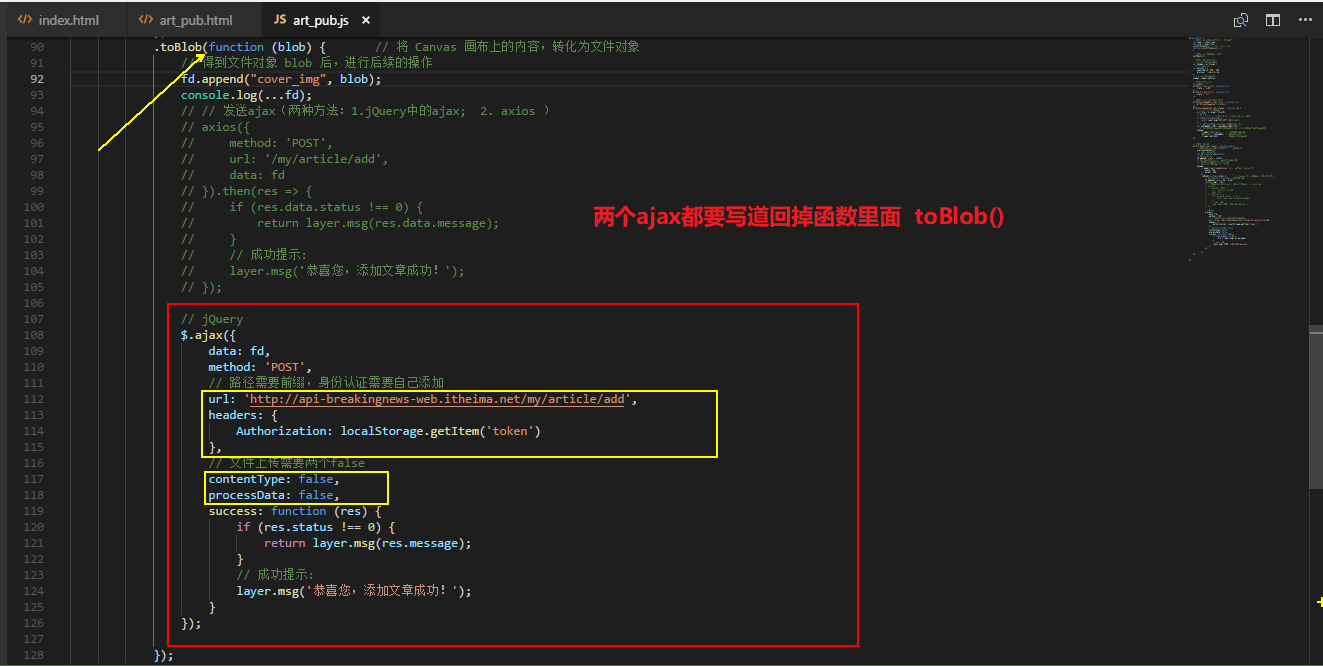 index.html art_pub.html JS art_pub.js ×
90 .toBlob(function (blob) { // 将 Canvas 画布上的内容，转化为文件对象
91 // 得到文件对象 blob 后，进行后续的操作
92 fd.append("cover_img", blob);
93 console.log(...fd);
94 // // 发送ajax（两种方法：1.jQuery中的ajax; 2. axios ）
95 // axios({
96 // method: 'POST',
97 // url: '/my/article/add',
98 // data: fd
99 // }).then(res => {
100 // if (res.data.status !== 0) {
101 // return layer.msg(res.data.message);
两个ajax都要写道回掉函数里面 toBlob()
102 // }
103 // // 成功提示:
104 // layer.msg('恭喜您，添加文章成功！');
105 // });
106
107 // jQuery
108 $.ajax({
109 data: fd,
110 method: 'POST',
111 // 路径需要前缀，身份认证需要自己添加
112 url: 'http://api-breakingnews-web.itheima.net/my/article/add',
113 headers: {
114 Authorization: localStorage.getItem('token')
115 },
116 // 文件上传需要两个false
117 contentType: false,
118 processData: false,
119 success: function (res) {
120 if (res.status !== 0) {
121 return layer.msg(res.message);
122 }
123 // 成功提示:
124 layer.msg('恭喜您，添加文章成功！');
125 }
126 });
127
128 });